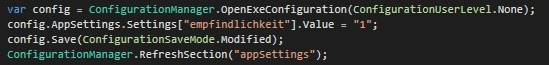 var config = ConfigurationManager.OpenExeConfiguration(ConfigurationUserLevel.None);
config.AppSettings.Settings["empfindlichkeit"].Value = "1";
config.Save(ConfigurationSaveMode.Modified);
ConfigurationManager.RefreshSection("appSettings");